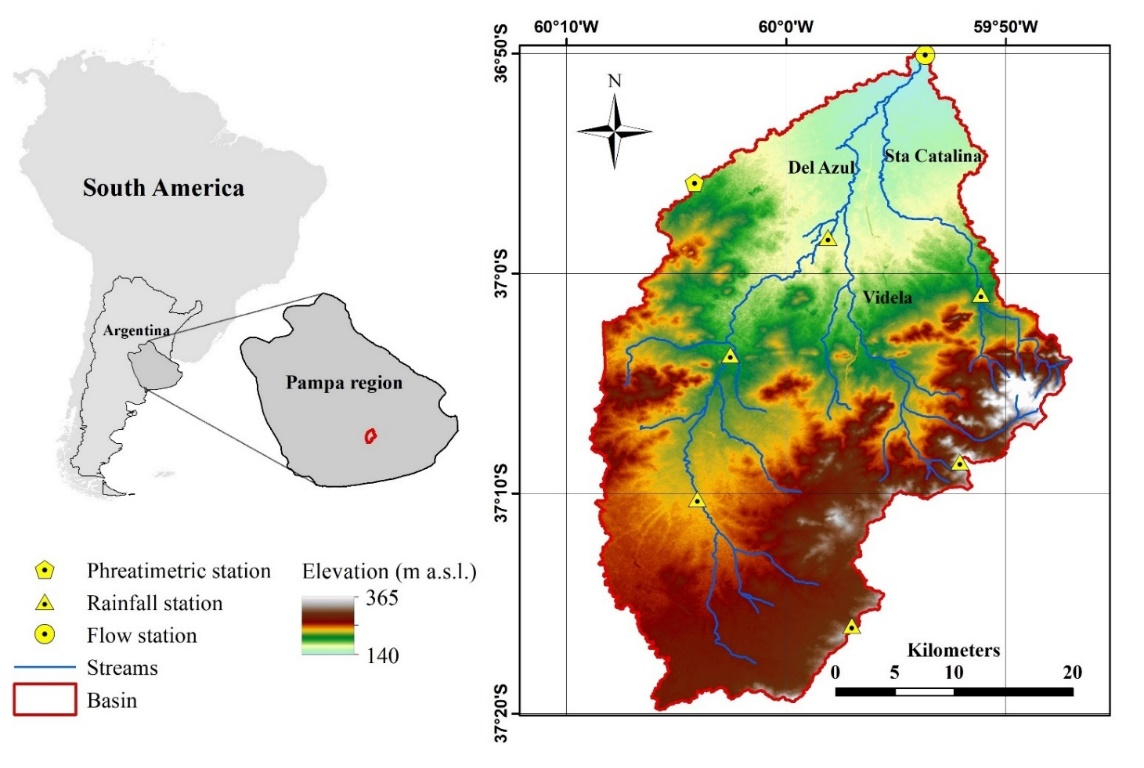 South America
Argentina
Pampa region
Phreatimetric station
Rainfall station
Flow station
Streams
Basin
Elevation (m a.s.l.)
365
140
60°10'W 60°0'W 59°50'W
36°50'S
37°0'S
37°10'S
37°20'S
N
Del Azul
Sta Catalina
Videla
Kilometers
0 5 10 20